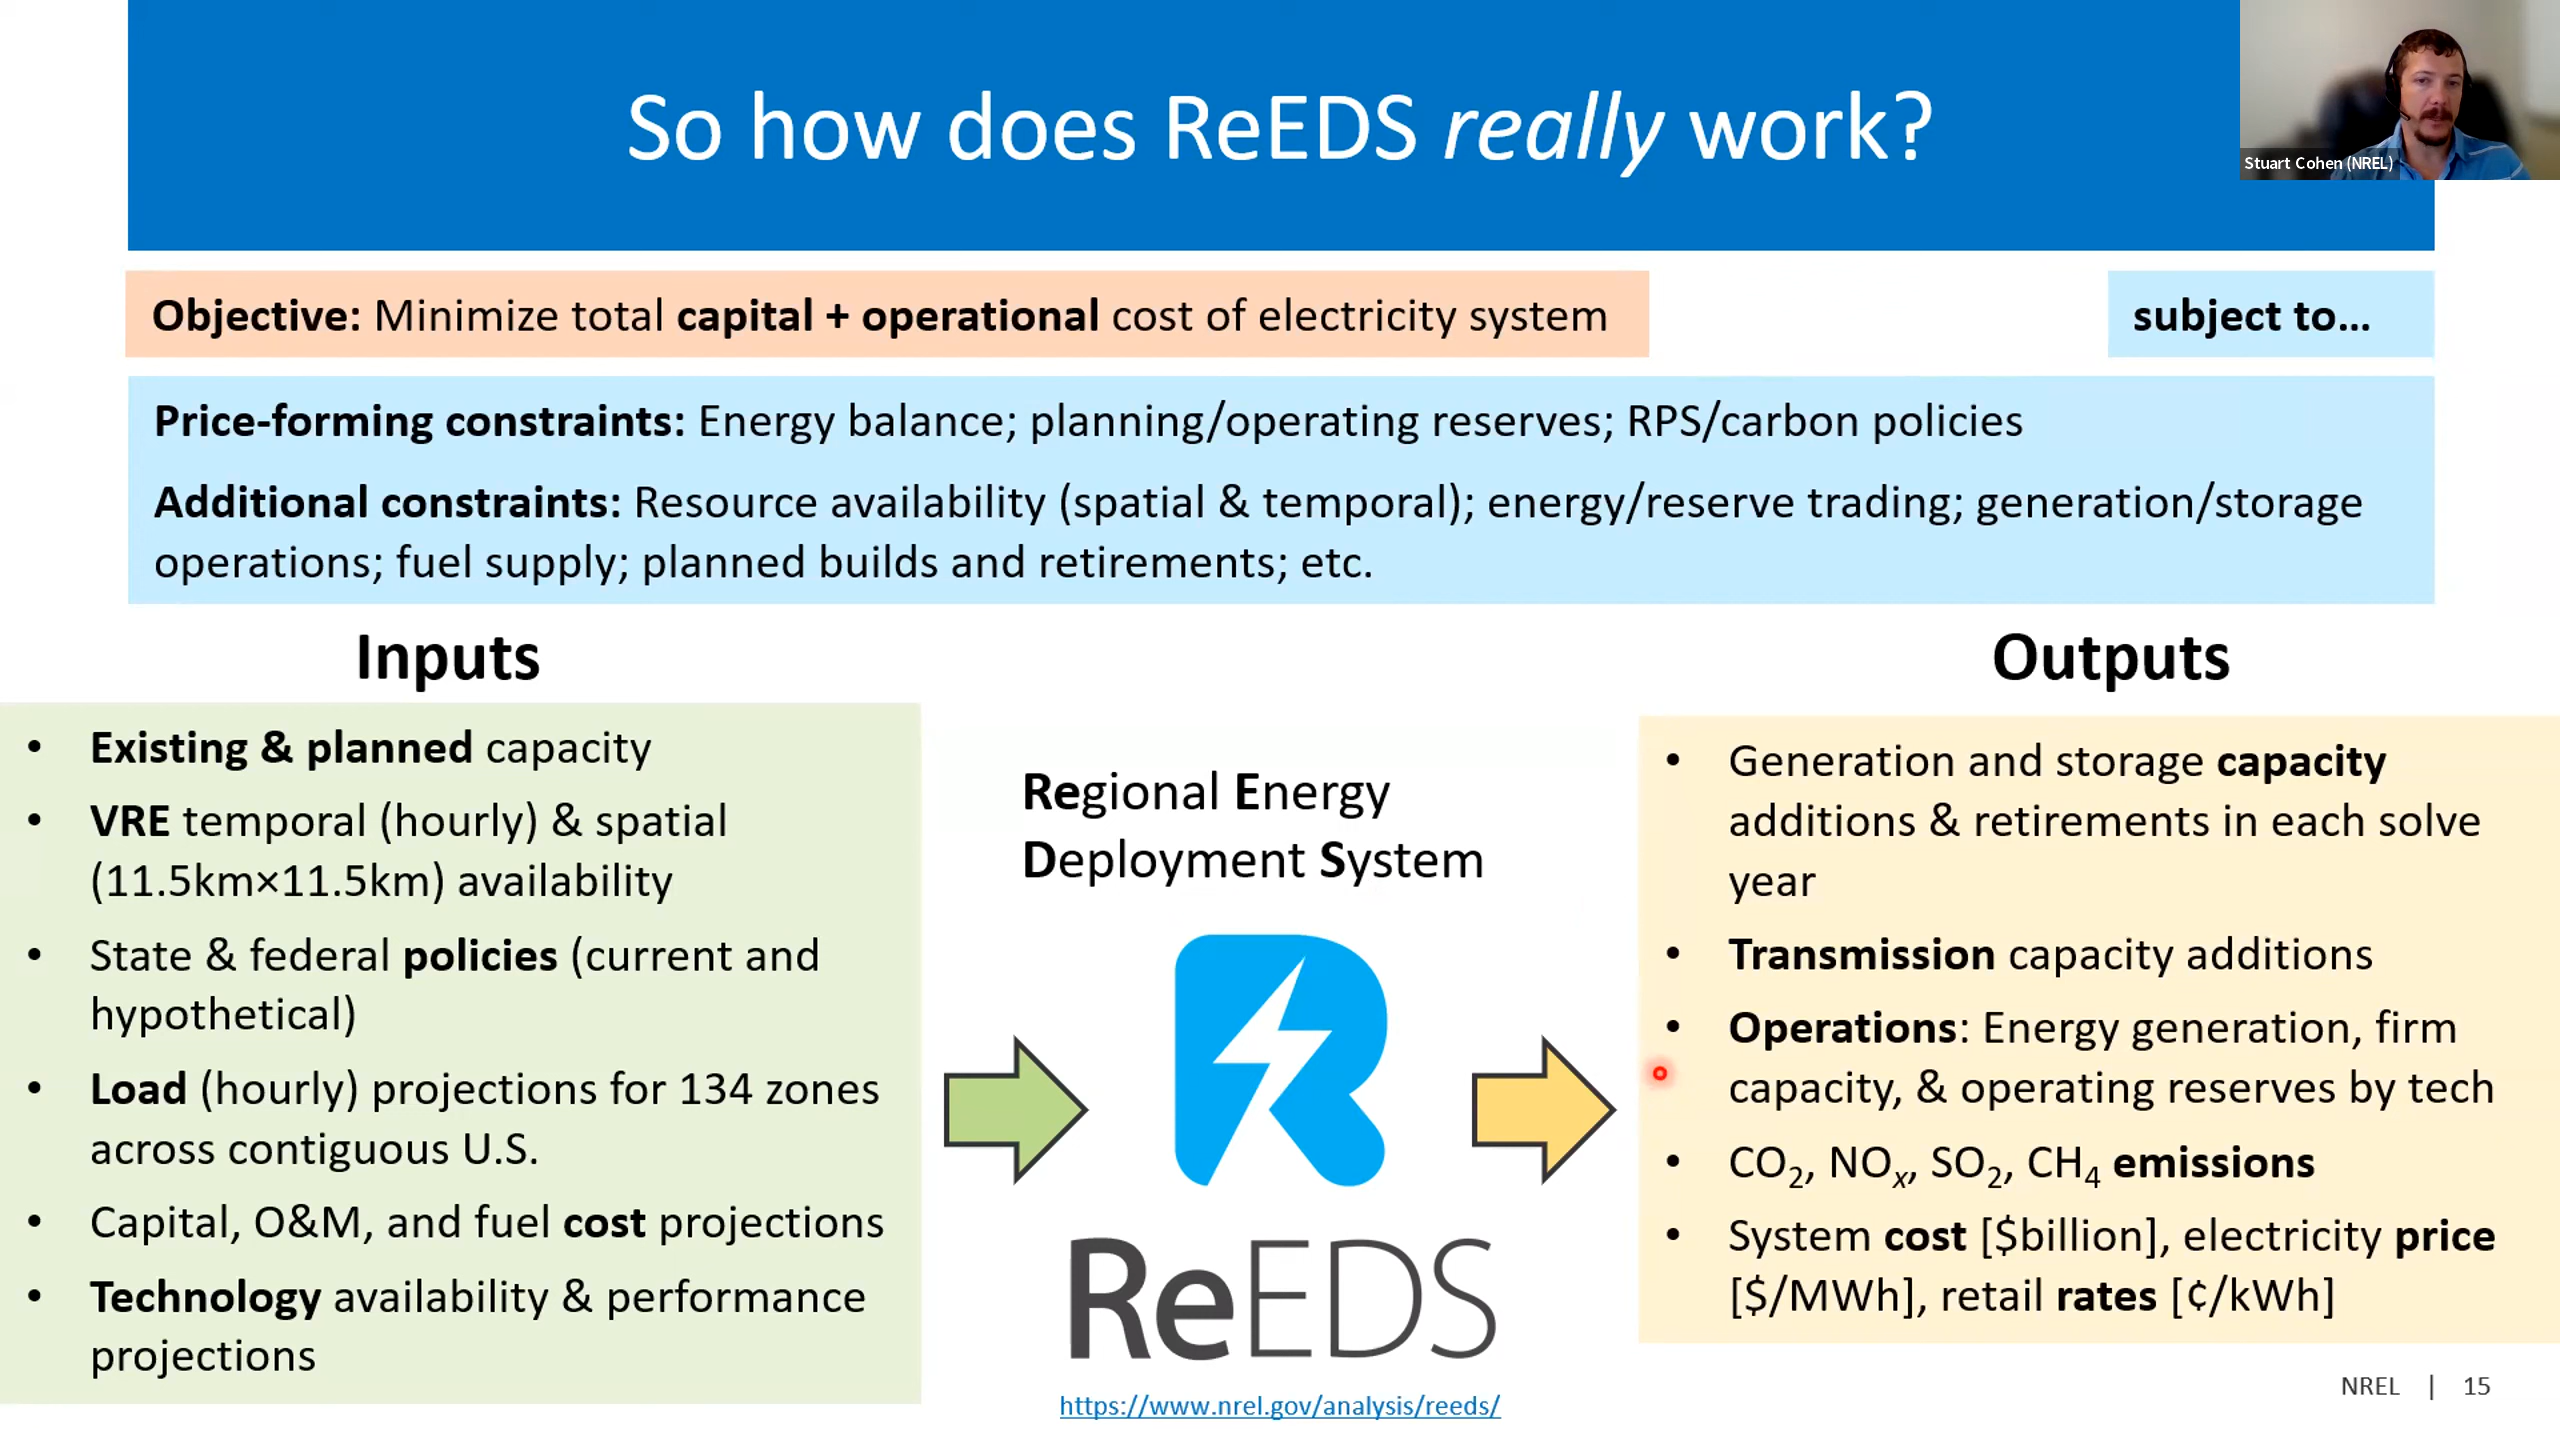 So how does ReEDS really work?
Stuart Cohen (NREL)
Objective: Minimize total capital + operational cost of electricity system
subject to...
Price-forming constraints: Energy balance; planning/operating reserves; RPS/carbon policies
Additional constraints: Resource availability (spatial & temporal); energy/reserve trading; generation/storage
operations; fuel supply; planned builds and retirements; etc.
Inputs
• Existing & planned capacity
• VRE temporal (hourly) & spatial
(11.5km×11.5km) availability
• State & federal policies (current and
hypothetical)
• Load (hourly) projections for 134 zones
across contiguous U.S.
• Capital, O&M, and fuel cost projections
• Technology availability & performance
projections
Regional Energy
Deployment System
ReEDS
https://www.nrel.gov/analysis/reeds/
Outputs
• Generation and storage capacity
additions & retirements in each solve
year
• Transmission capacity additions
• Operations: Energy generation, firm
capacity, & operating reserves by tech
• CO₂, NOₓ, SO₂, CH₄ emissions
• System cost [$billion], electricity price
[$/MWh], retail rates [¢/kWh]
NREL | 15